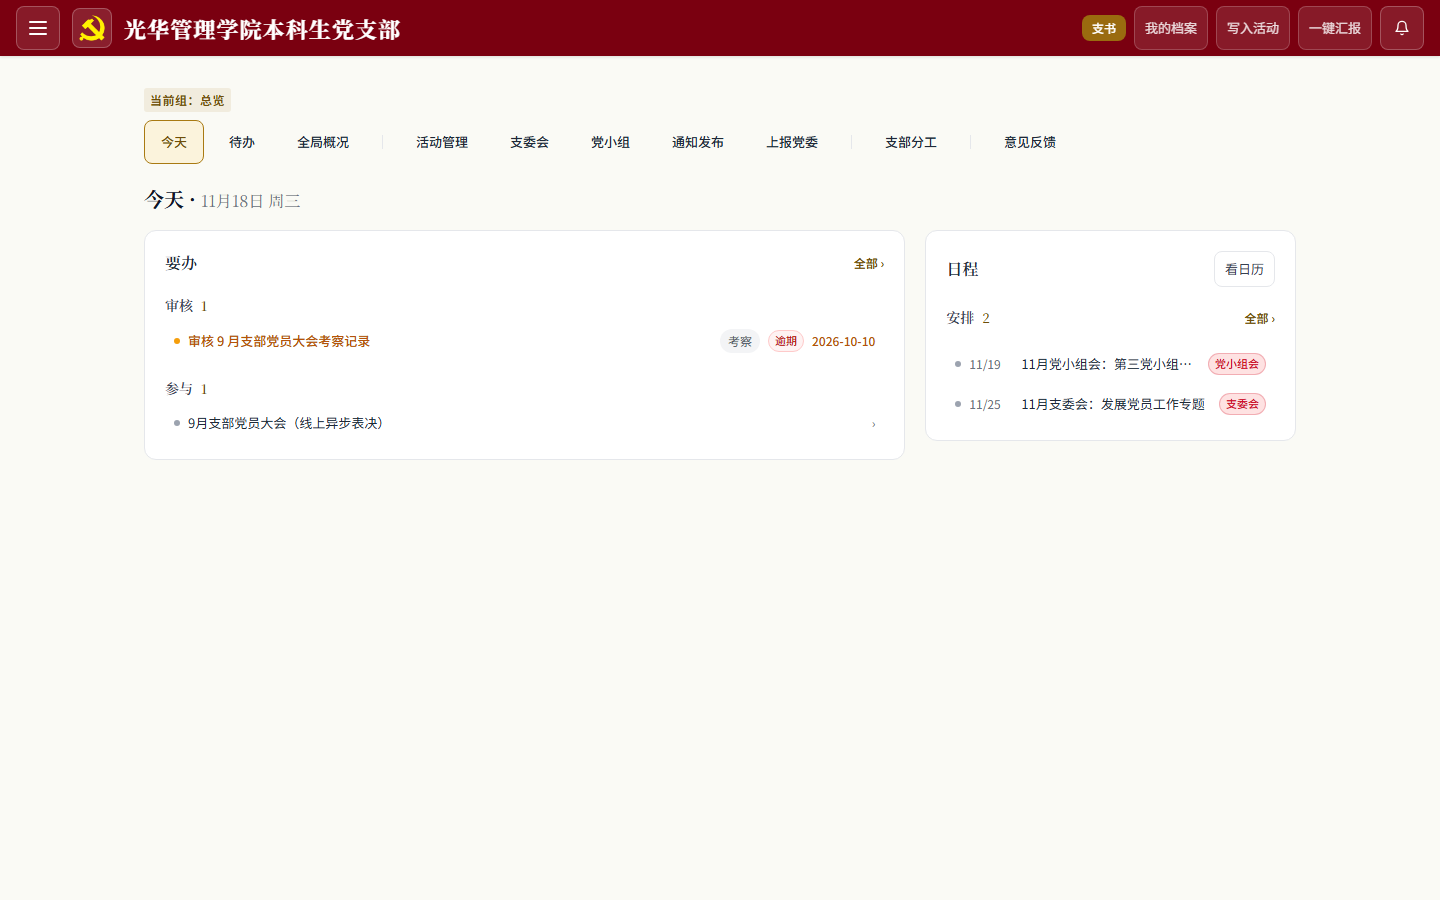 光华管理学院本科生党支部
支书
我的档案
写入活动
一键汇报
当前组：总览
今天
待办
全局概况
活动管理
支委会
党小组
通知发布
上报党委
支部分工
意见反馈
今天 · 11月18日 周三
要办
全部 ›
审核 1
审核 9 月支部党员大会考察记录
考察
逾期
2026-10-10
参与 1
9月支部党员大会（线上异步表决）
›
日程
看日历
安排 2
全部 ›
11/19 11月党小组会：第三党小组… 党小组会
11/25 11月支委会：发展党员工作专题 支委会